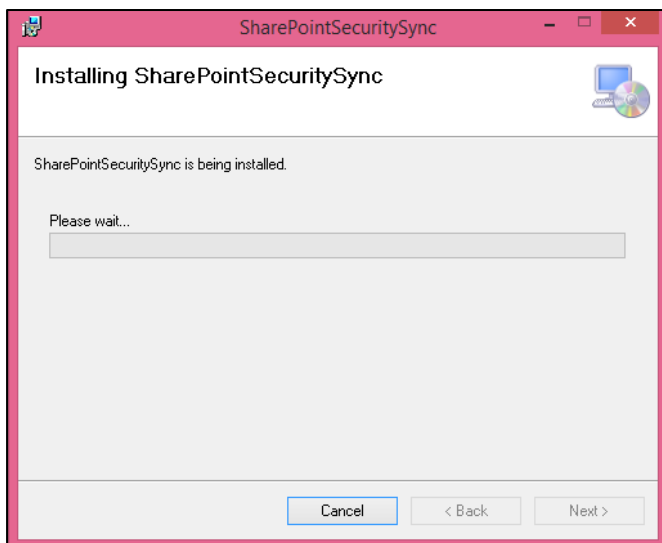 SharePointSecuritySync
Installing SharePointSecuritySync
SharePointSecuritySync is being installed.
Please wait...
Cancel
< Back
Next >